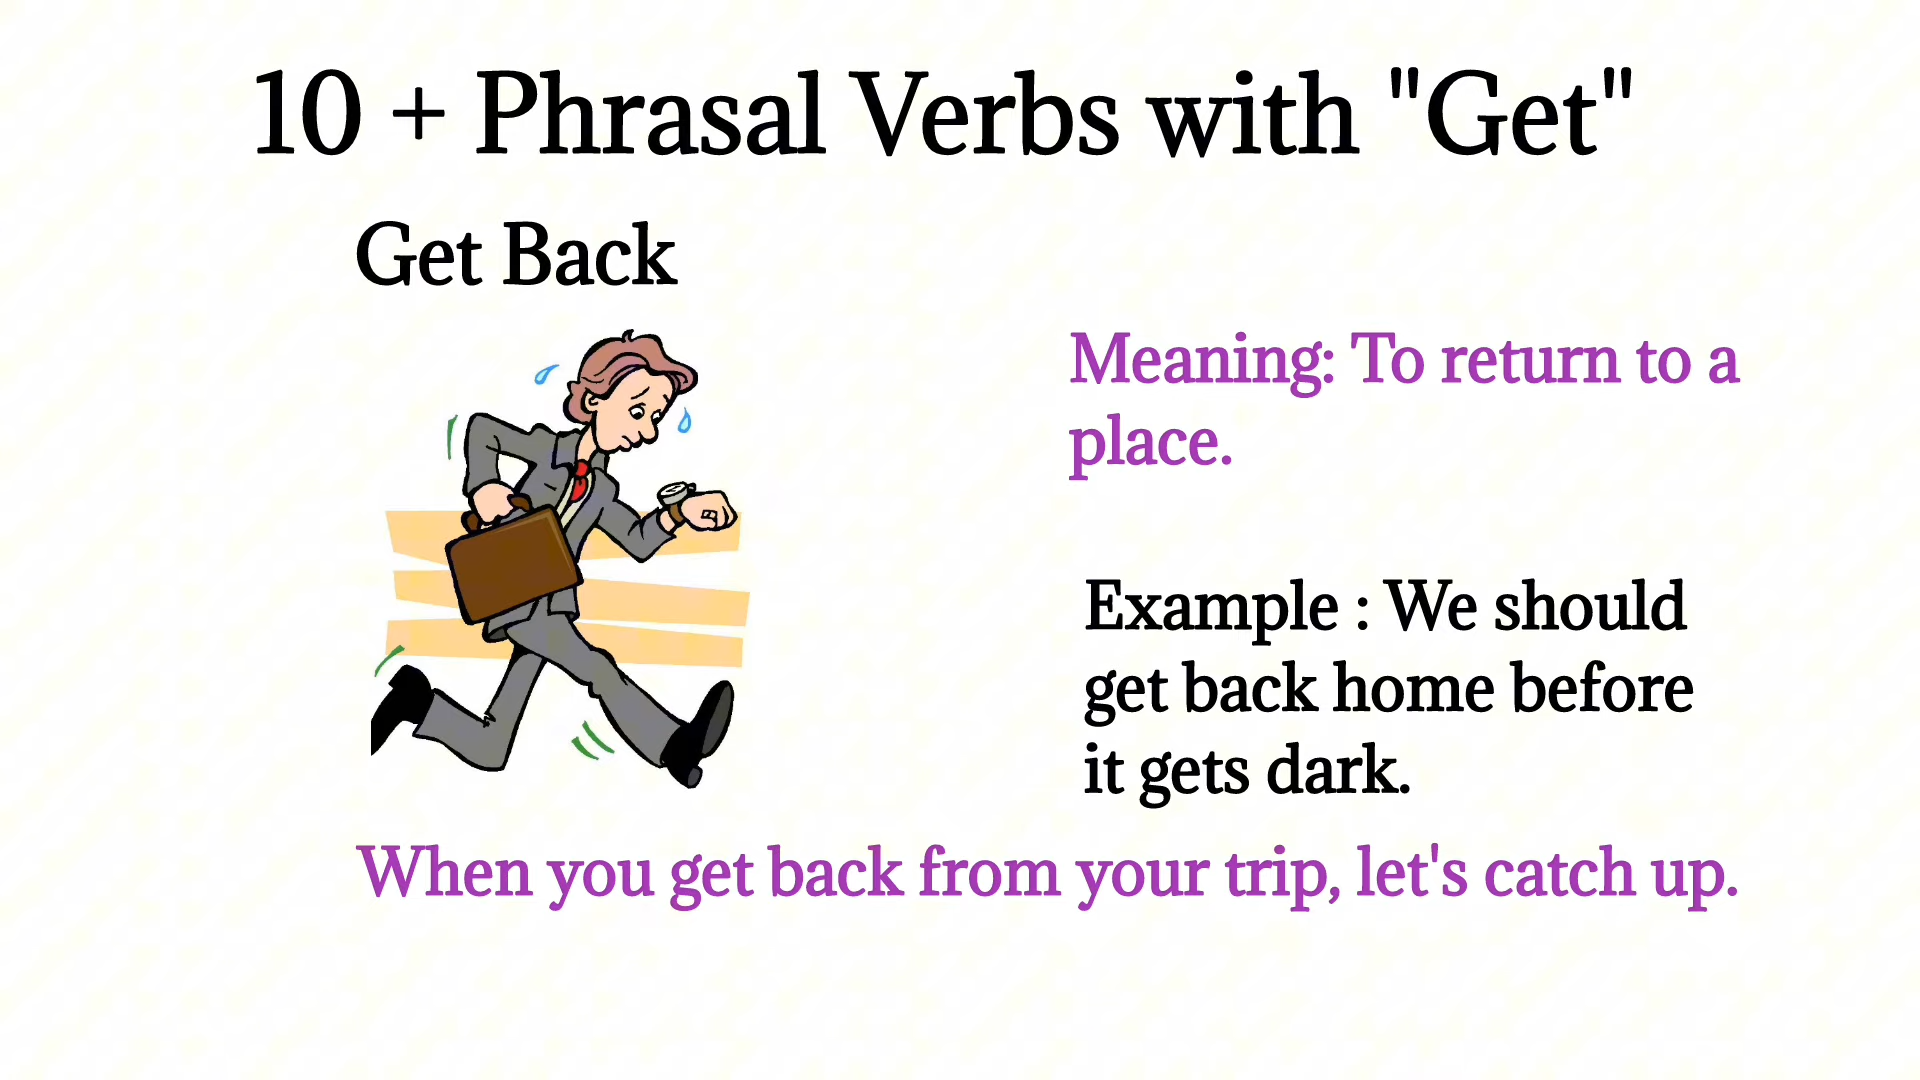 10 + Phrasal Verbs with "Get"
Get Back
Meaning: To return to a
place.
Example : We should
get back home before
it gets dark.
When you get back from your trip, let's catch up.